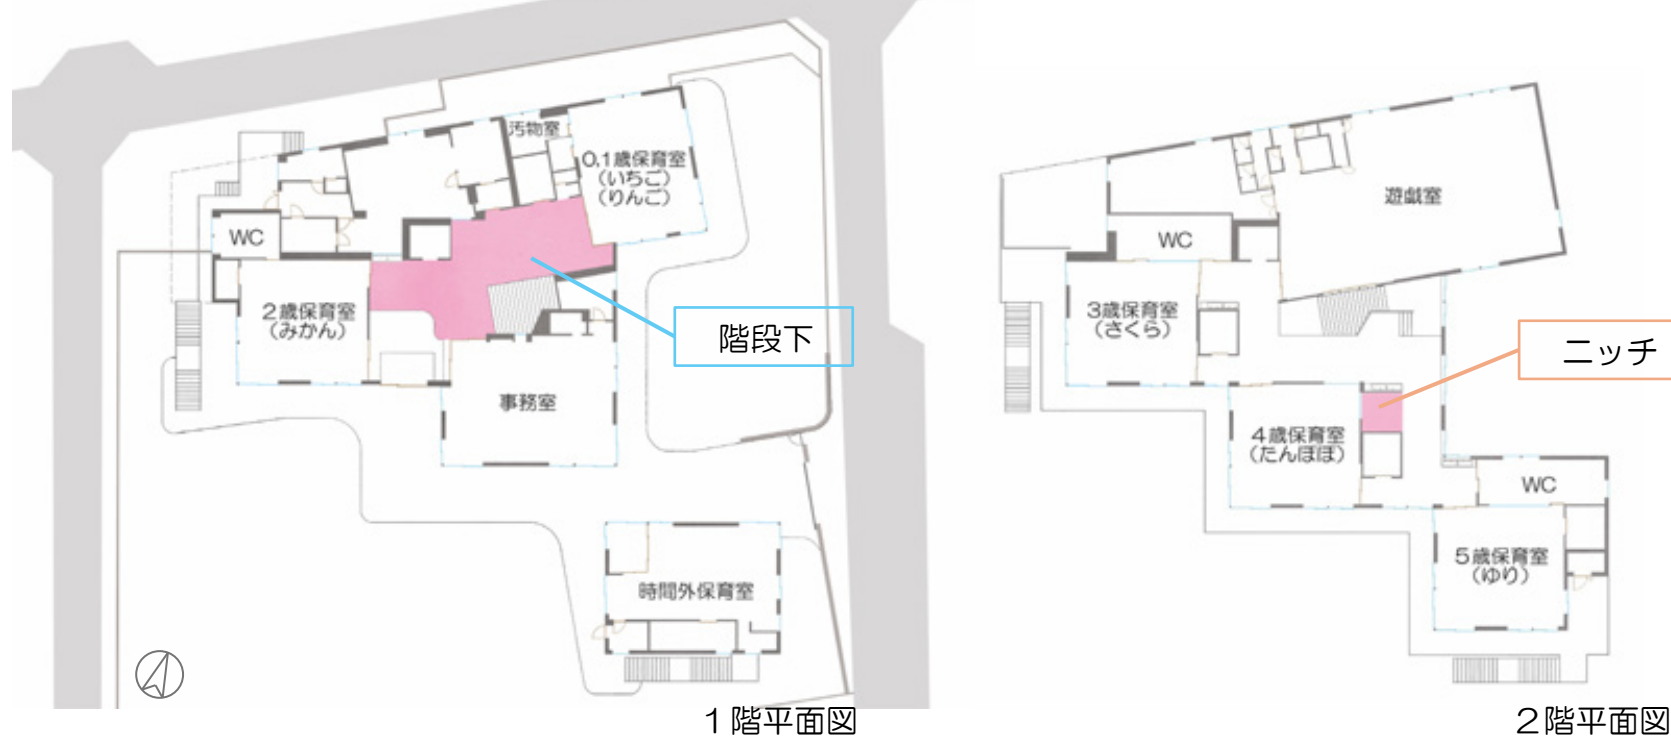 汚物室
0,1歳保育室
(いちご)
(りんご)
WC
2歳保育室
(みかん)
階段下
事務室
時間外保育室
1階平面図
遊戯室
WC
3歳保育室
(さくら)
ニッチ
4歳保育室
(たんぽぽ)
WC
5歳保育室
(ゆり)
2階平面図